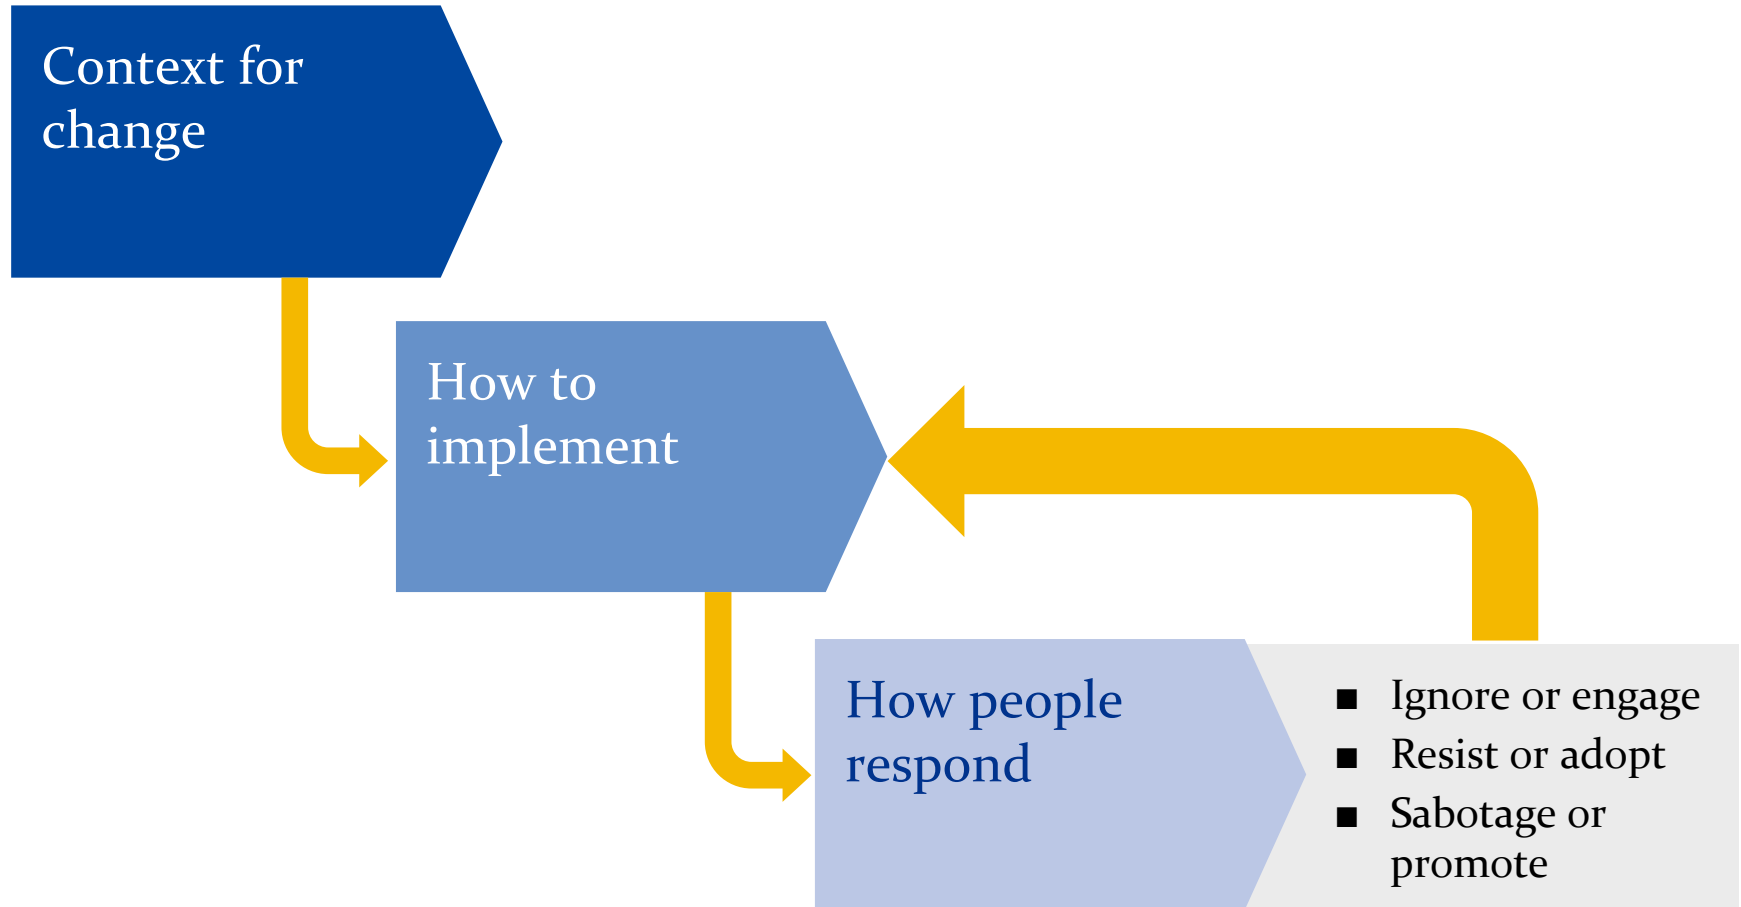 Context for
change
How to
implement
How people
respond
■ Ignore or engage
■ Resist or adopt
■ Sabotage or
promote